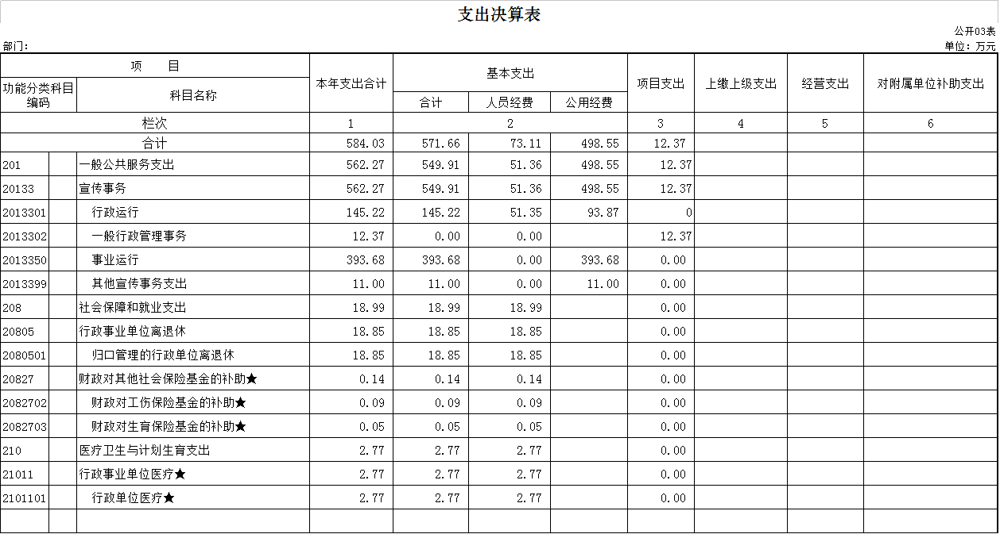 支出决算表
公开03表
部门： 单位：万元
项 目 本年支出合计 基本支出 项目支出 上缴上级支出 经营支出 对附属单位补助支出
功能分类科目
编码 科目名称 合计 人员经费 公用经费
栏次 1 2 3 4 5 6
合计 584.03 571.66 73.11 498.55 12.37
201 一般公共服务支出 562.27 549.91 51.36 498.55 12.37
20133 宣传事务 562.27 549.91 51.36 498.55 12.37
2013301 行政运行 145.22 145.22 51.35 93.87 0
2013302 一般行政管理事务 12.37 0.00 0.00 12.37
2013350 事业运行 393.68 393.68 0.00 393.68 0.00
2013399 其他宣传事务支出 11.00 11.00 0.00 11.00 0.00
208 社会保障和就业支出 18.99 18.99 18.99 0.00
20805 行政事业单位离退休 18.85 18.85 18.85 0.00
2080501 归口管理的行政单位离退休 18.85 18.85 18.85 0.00
20827 财政对其他社会保险基金的补助★ 0.14 0.14 0.14 0.00
2082702 财政对工伤保险基金的补助★ 0.09 0.09 0.09 0.00
2082703 财政对生育保险基金的补助★ 0.05 0.05 0.05 0.00
210 医疗卫生与计划生育支出 2.77 2.77 2.77 0.00
21011 行政事业单位医疗★ 2.77 2.77 2.77 0.00
2101101 行政单位医疗★ 2.77 2.77 2.77 0.00